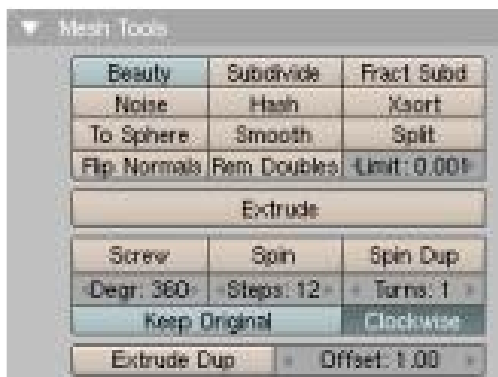 Mesh Tools
Beauty Subdivide Fract Subd
Noise Hash Xsort
To Sphere Smooth Split
Flip Normals Rem Doubles Limit: 0.001
Extrude
Screw Spin Spin Dup
Degr: 360 Steps: 12 Turns: 1
Keep Original Clockwise
Extrude Dup Offset: 1.00